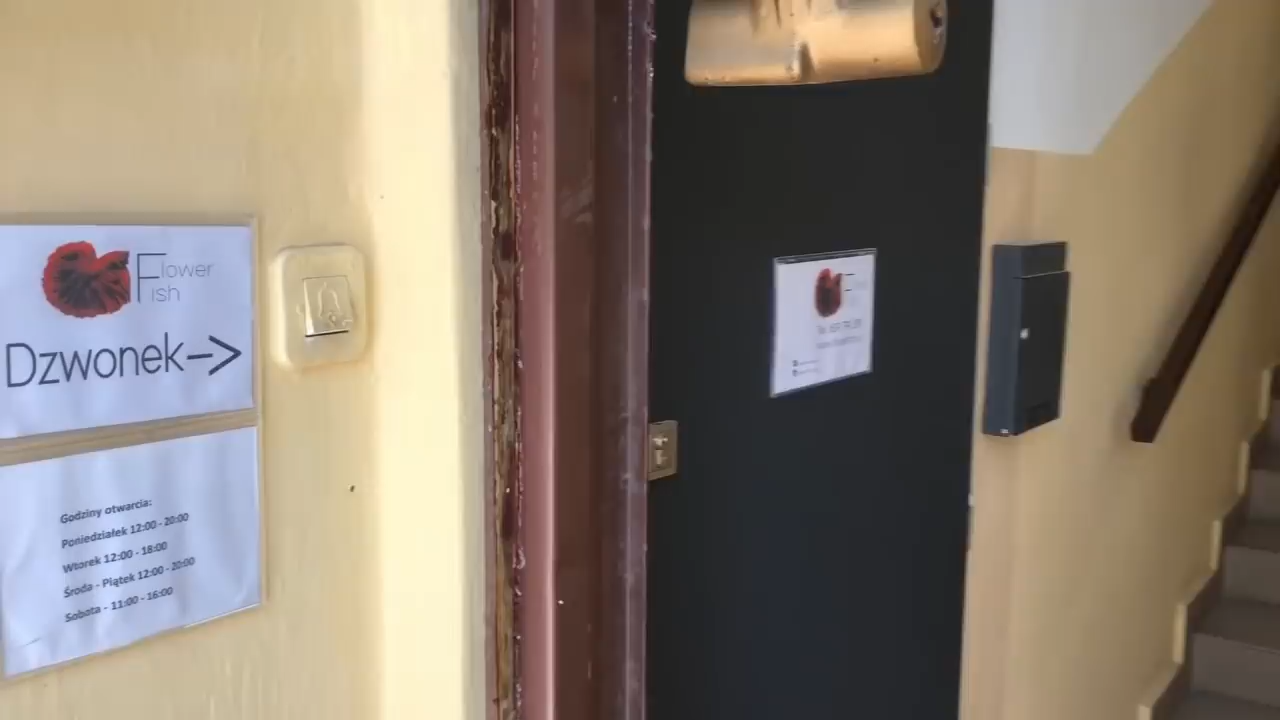 Flower
Fish
Dzwonek->
Godziny otwarcia:
Poniedziałek 12:00 - 20:00
Wtorek 12:00 - 18:00
Środa - Piątek 12:00 - 20:00
Sobota - 11:00 - 16:00